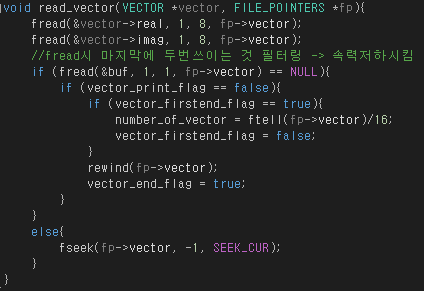 void read_vector(VECTOR *vector, FILE_POINTERS *fp){
    fread(&vector->real, 1, 8, fp->vector);
    fread(&vector->imag, 1, 8, fp->vector);
    //fread시 마지막에 두번쓰이는 것 필터링 -> 속력저하시킴
    if (fread(&buf, 1, 1, fp->vector) == NULL){
        if (vector_print_flag == false){
            if (vector_firstend_flag == true){
                number_of_vector = ftell(fp->vector)/16;
                vector_firstend_flag = false;
            }
            rewind(fp->vector);
            vector_end_flag = true;
        }
    }
    else{
        fseek(fp->vector, -1, SEEK_CUR);
    }
}